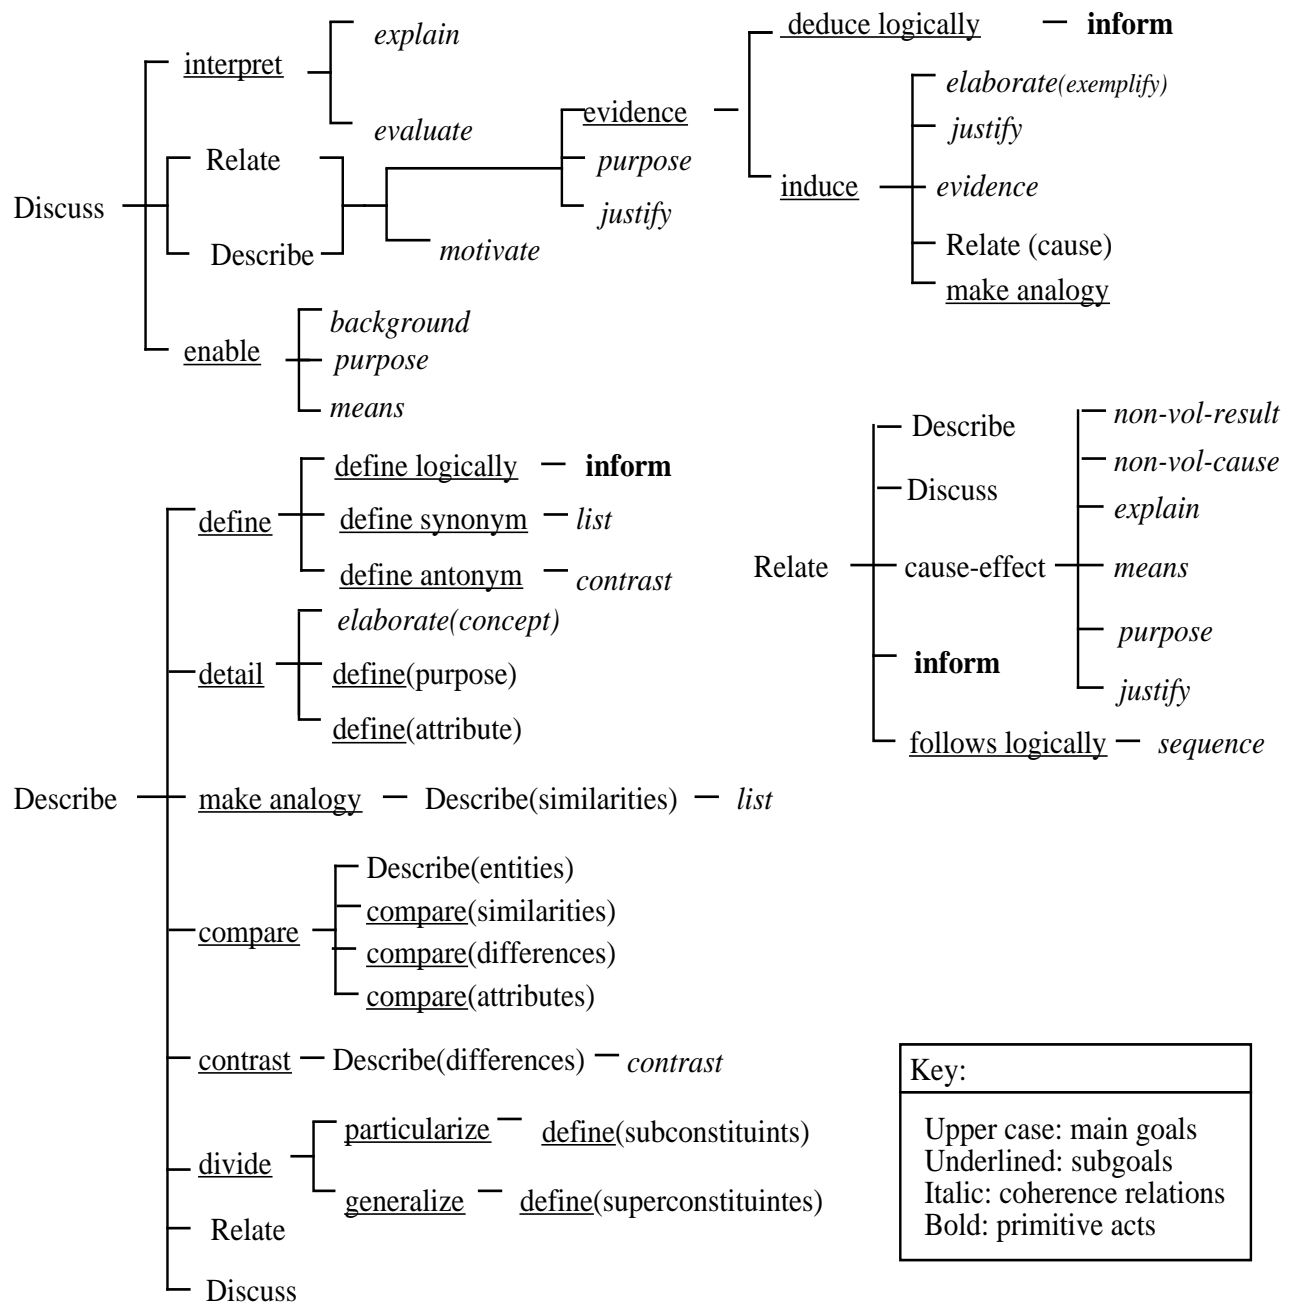 deduce logically — inform
explain
interpret
elaborate(exemplify)
evidence
evaluate
justify
Relate
purpose
induce
evidence
Discuss
justify
Describe
motivate
Relate (cause)
make analogy
background
enable
purpose
means
define logically — inform
define
define synonym — list
define antonym — contrast
elaborate(concept)
detail
define(purpose)
define(attribute)
Describe
make analogy — Describe(similarities) — list
Describe(entities)
compare(similarities)
compare
compare(differences)
compare(attributes)
contrast — Describe(differences) — contrast
particularize — define(subconstituints)
divide
generalize — define(superconstituintes)
Relate
Discuss
non-vol-result
Describe
non-vol-cause
Discuss
explain
Relate
cause-effect
means
purpose
inform
justify
follows logically — sequence
Key:
Upper case: main goals
Underlined: subgoals
Italic: coherence relations
Bold: primitive acts